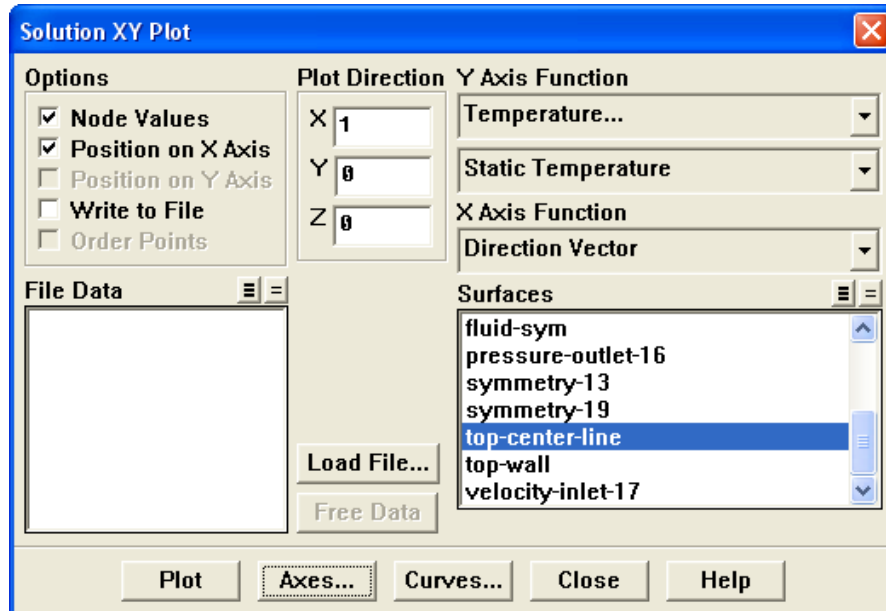 Solution XY Plot
Options
Node Values
Position on X Axis
Position on Y Axis
Write to File
Order Points
Plot Direction
X 1
Y 0
Z 0
Y Axis Function
Temperature...
Static Temperature
X Axis Function
Direction Vector
File Data
Surfaces
fluid-sym
pressure-outlet-16
symmetry-13
symmetry-19
top-center-line
top-wall
velocity-inlet-17
Load File...
Free Data
Plot
Axes...
Curves...
Close
Help